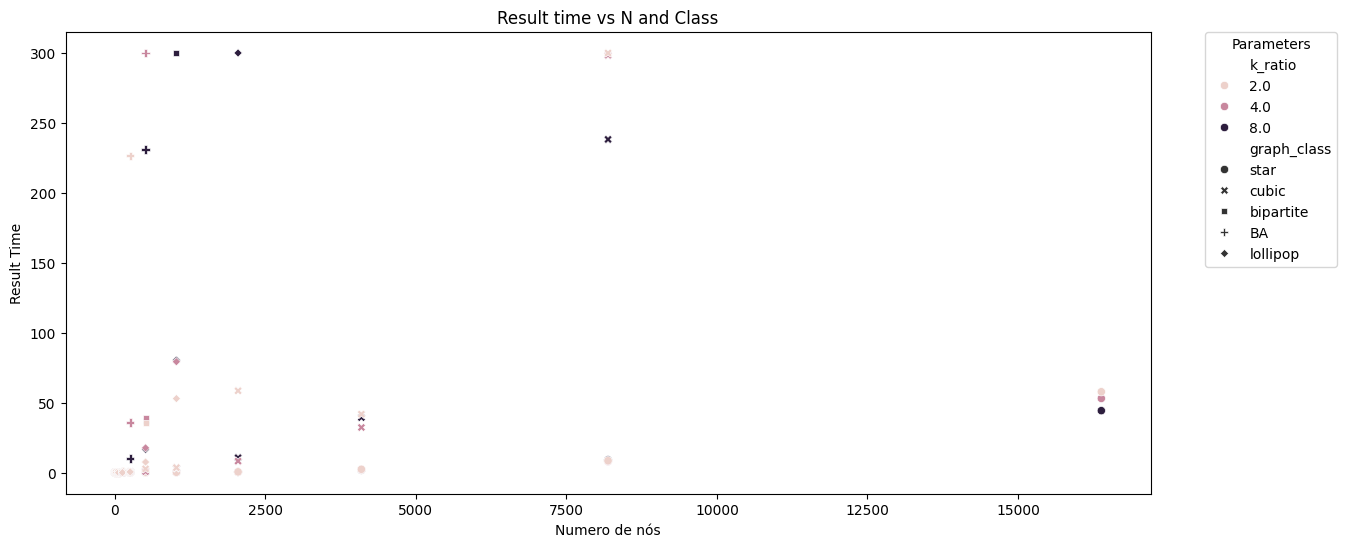 Result time vs N and Class
Result Time
300
250
200
150
100
50
0
0
2500
5000
7500
10000
12500
15000
Numero de nós
Parameters
k_ratio
2.0
4.0
8.0
graph_class
star
cubic
bipartite
BA
lollipop